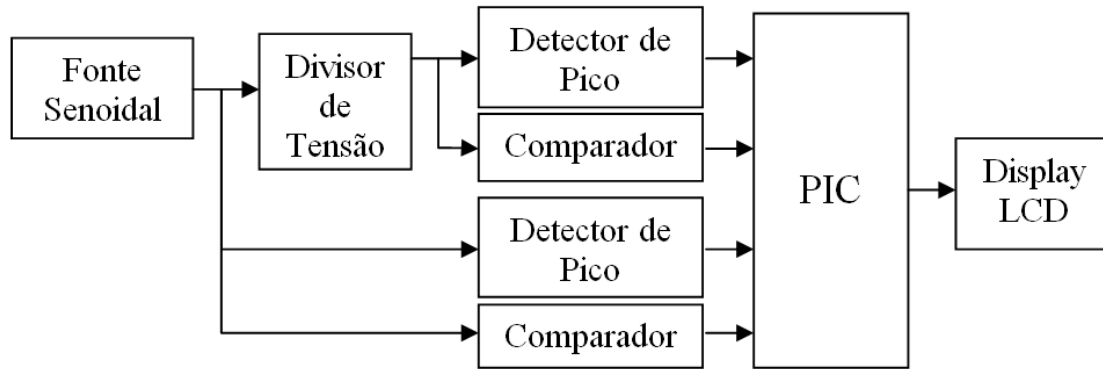 Fonte
Senoidal
Divisor
de
Tensão
Detector de
Pico
Comparador
Detector de
Pico
Comparador
PIC
Display
LCD